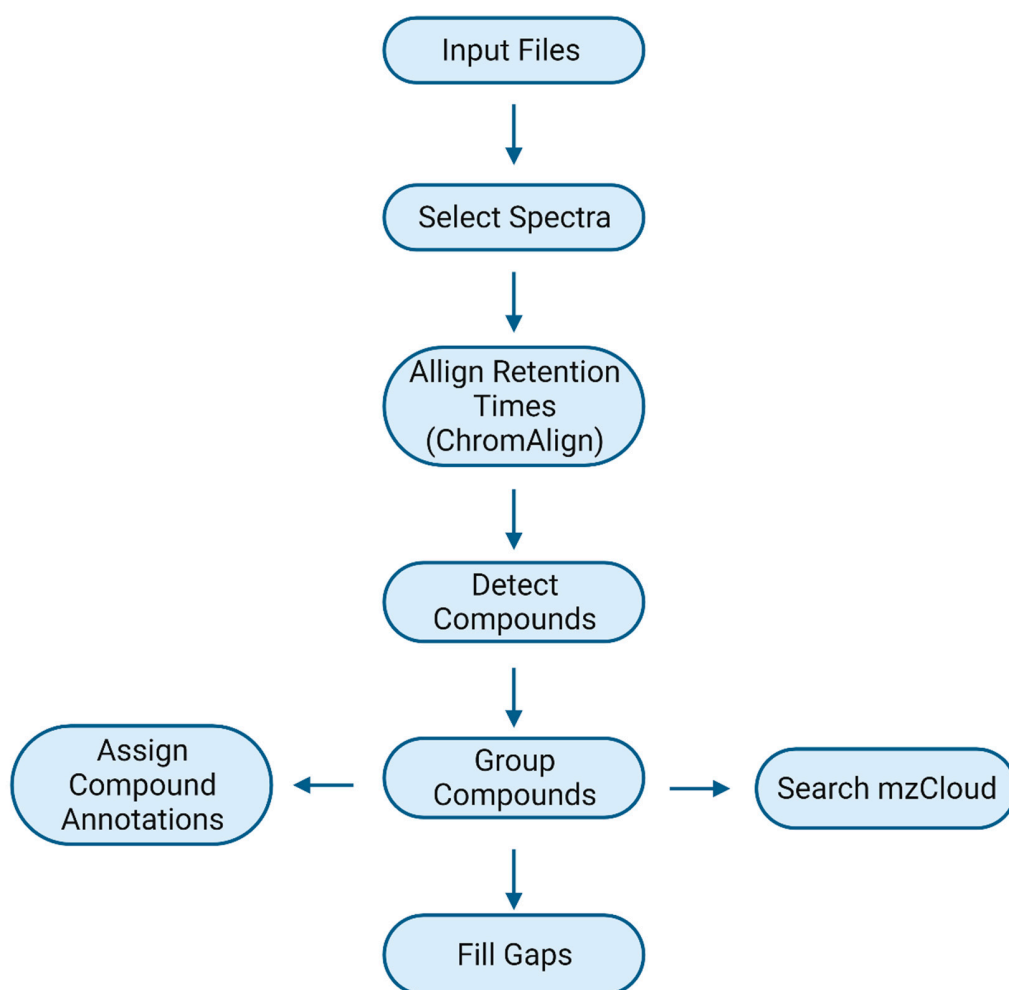 Input Files
Select Spectra
Allign Retention
Times
(ChromAlign)
Detect
Compounds
Assign
Compound
Annotations
Group
Compounds
Search mzCloud
Fill Gaps